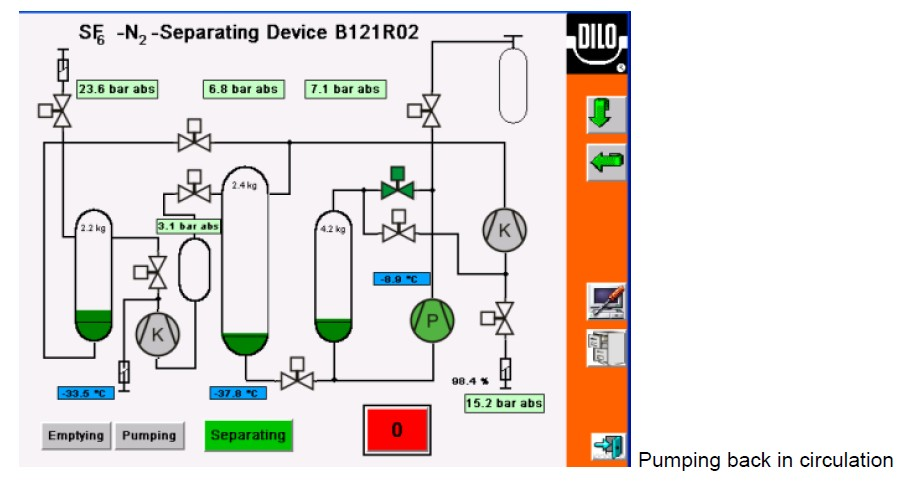 SF6 -N2 -Separating Device B121R02
DILO
23.6 bar abs
6.8 bar abs
7.1 bar abs
2.4 kg
2.2 kg
3.1 bar abs
4.2 kg
K
-8.9 °C
K
P
98.4 %
-33.5 °C
-37.8 °C
15.2 bar abs
Emptying
Pumping
Separating
0
Pumping back in circulation